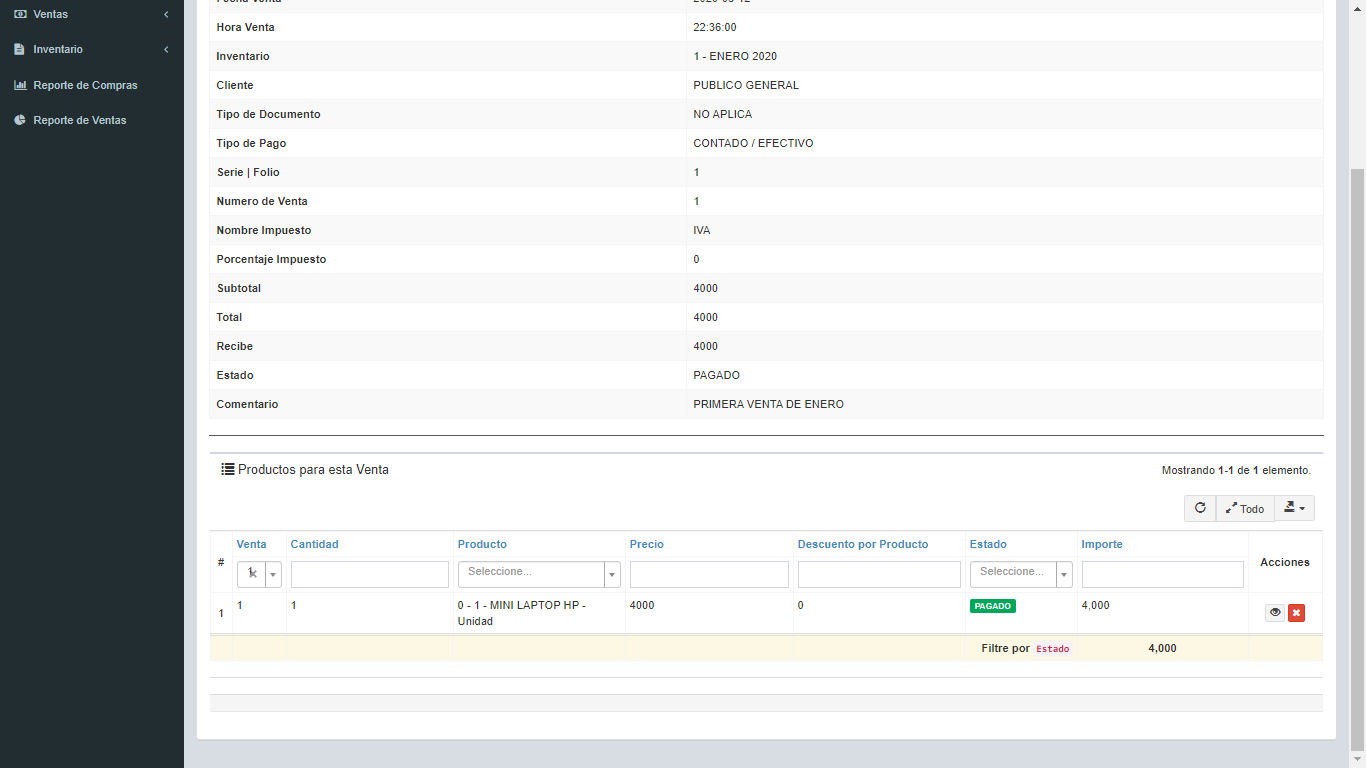 Ventas
Inventario
Reporte de Compras
Reporte de Ventas
Hora Venta 22:36:00
Inventario 1 - ENERO 2020
Cliente PUBLICO GENERAL
Tipo de Documento NO APLICA
Tipo de Pago CONTADO / EFECTIVO
Serie | Folio 1
Numero de Venta 1
Nombre Impuesto IVA
Porcentaje Impuesto 0
Subtotal 4000
Total 4000
Recibe 4000
Estado PAGADO
Comentario PRIMERA VENTA DE ENERO
Productos para esta Venta
Mostrando 1-1 de 1 elemento.
Todo
# Venta Cantidad Producto Precio Descuento por Producto Estado Importe Acciones
1 Seleccione... Seleccione...
1 1 1 0 - 1 - MINI LAPTOP HP - 4000 0 PAGADO 4,000
Unidad
Filtre por Estado 4,000